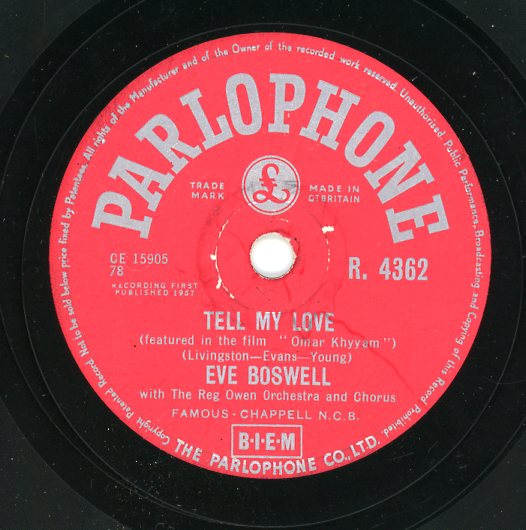 Copyright. Patented Record Not to be sold below price fixed by Patentees. All rights of the Manufacturer and of the Owner of the recorded work reserved. Unauthorised, Public Performance, Broadcasting and Copying of this Record Prohibited.
PARLOPHONE
TRADE MARK
£
MADE IN GTBRITAIN
CE 15905
78
R. 4362
RECORDING FIRST
PUBLISHED 1957
TELL MY LOVE
(featured in the film "Omar Khyyam")
(Livingston—Evans—Young)
EVE BOSWELL
with The Reg Owen Orchestra and Chorus
FAMOUS - CHAPPELL N.C.B.
B·I·E·M
THE PARLOPHONE CO., LTD.